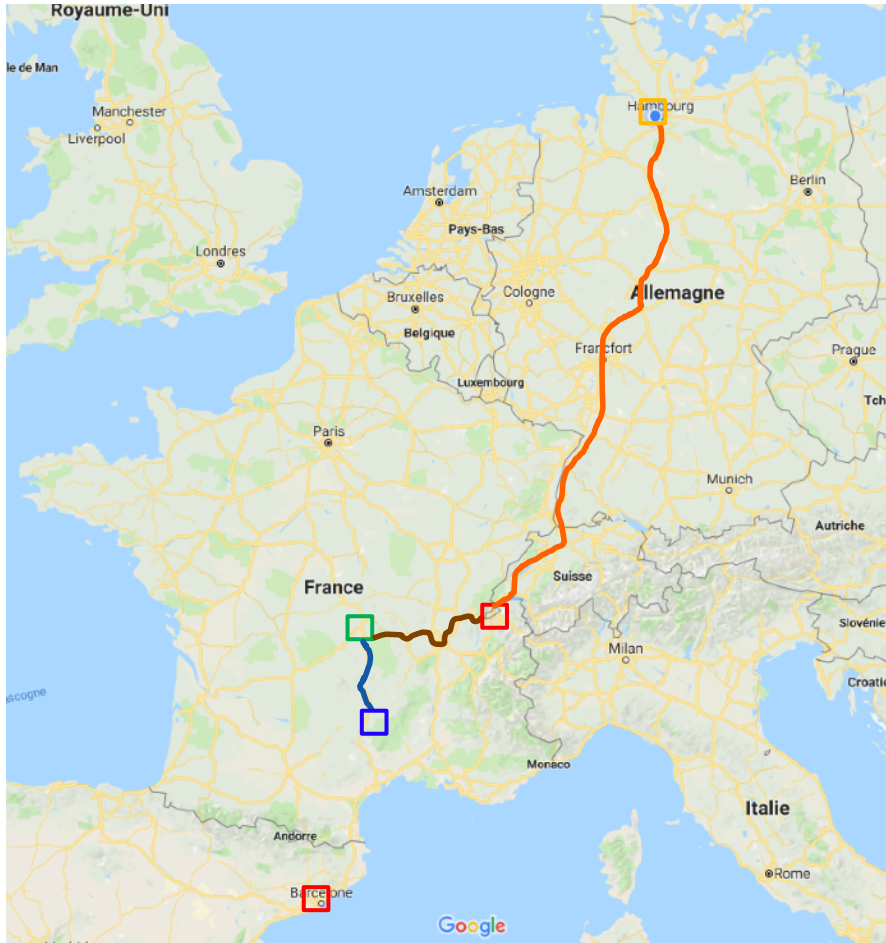 Royaume-Uni
le de Man
Manchester
Liverpool
Hambourg
Berlin
Amsterdam
Pays-Bas
Londres
Cologne
Allemagne
Bruxelles
Belgique
Francfort
Prague
Luxembourg
Tch
Paris
Munich
Autriche
Suisse
France
Slovénie
Milan
Croatie
ascogne
Monaco
Italie
Andorre
Rome
Barcelone
Google